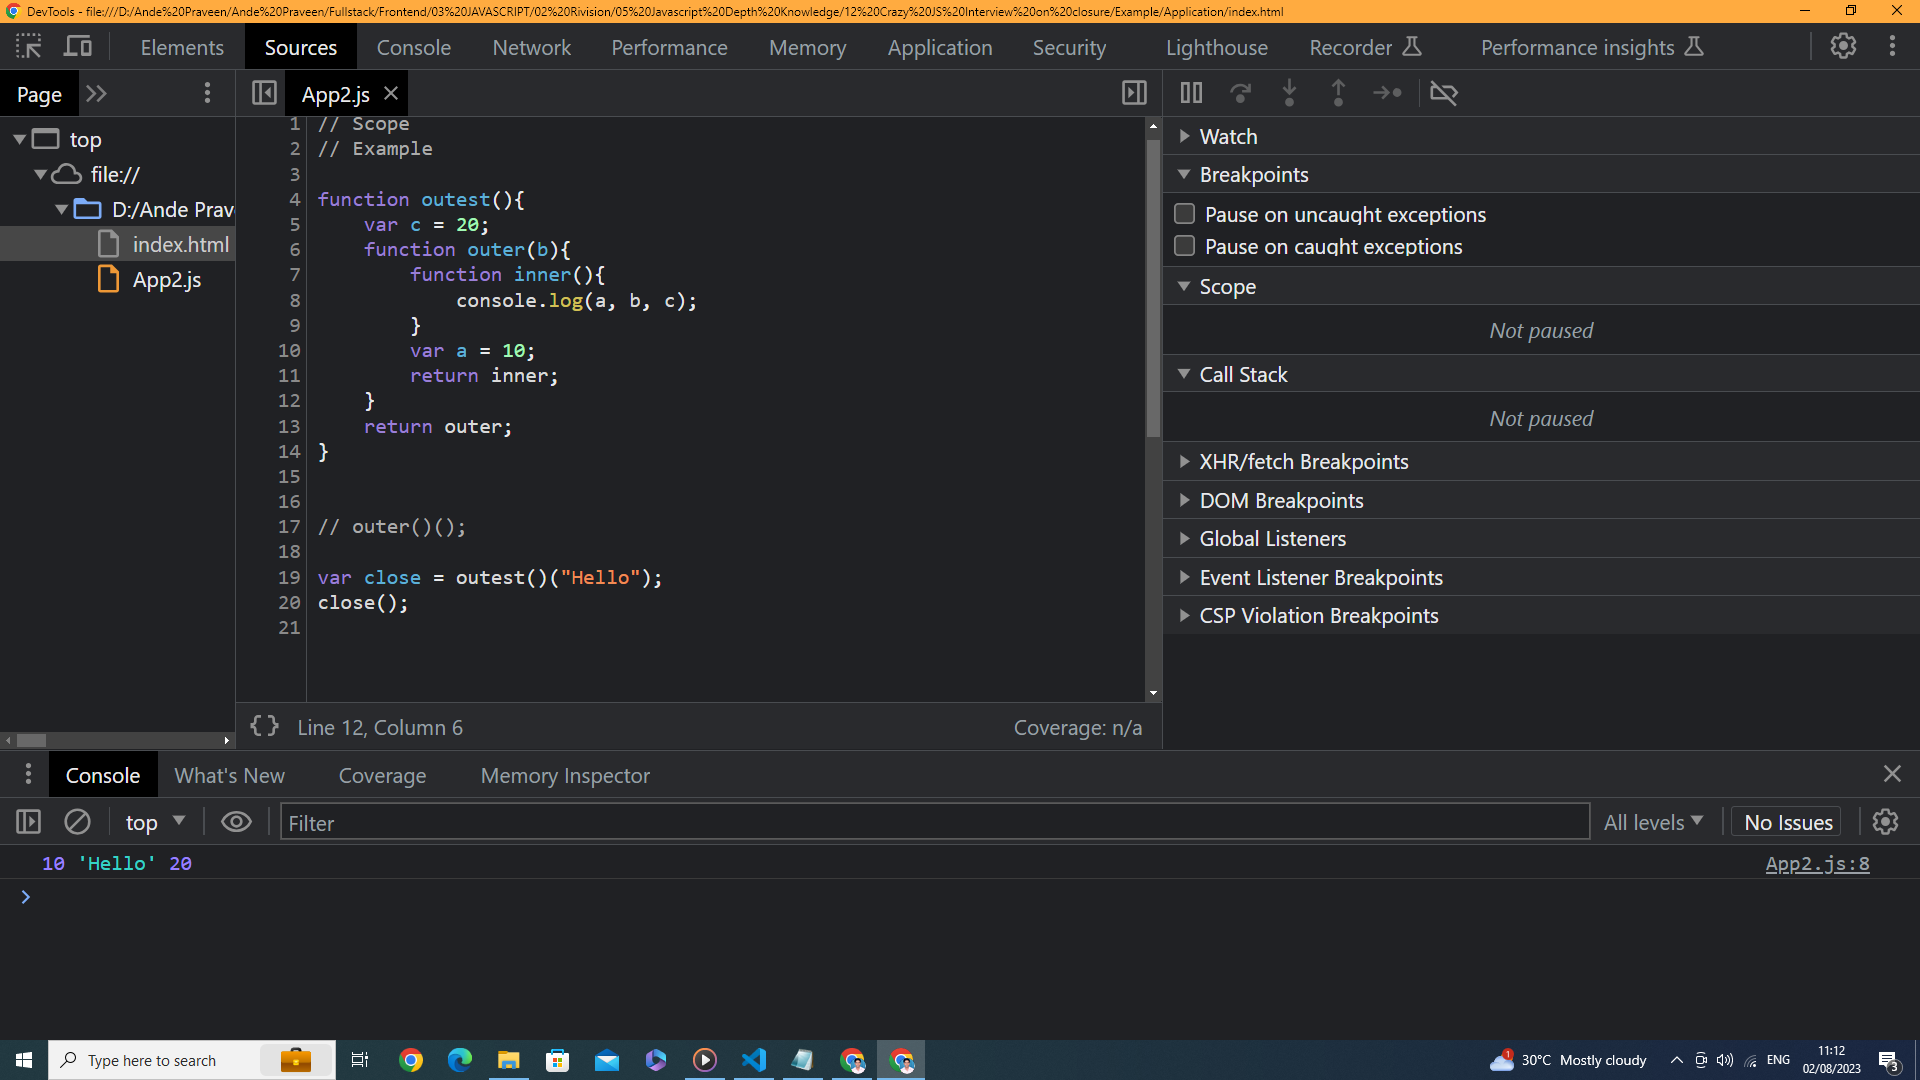 DevTools - file:///D:/Ande%20Praveen/Ande%20Praveen/Fullstack/Frontend/03%20JAVASCRIPT/02%20Rivision/05%20Javascript%20Depth%20Knowledge/12%20Crazy%20JS%20Interview%20on%20closure/Example/Application/index.html
Elements Sources Console Network Performance Memory Application Security Lighthouse Recorder Performance insights
Page
App2.js
top
file://
D:/Ande Prav
index.html
App2.js
1 // Scope
2 // Example
3
4 function outest(){
5     var c = 20;
6     function outer(b){
7         function inner(){
8             console.log(a, b, c);
9         }
10         var a = 10;
11         return inner;
12     }
13     return outer;
14 }
15
16
17 // outer()();
18
19 var close = outest()("Hello");
20 close();
21
{} Line 12, Column 6
Coverage: n/a
Watch
Breakpoints
Pause on uncaught exceptions
Pause on caught exceptions
Scope
Not paused
Call Stack
Not paused
XHR/fetch Breakpoints
DOM Breakpoints
Global Listeners
Event Listener Breakpoints
CSP Violation Breakpoints
Console What's New Coverage Memory Inspector
top
Filter
All levels
No Issues
10 'Hello' 20
App2.js:8
Type here to search
1
30°C Mostly cloudy
ENG
11:12
02/08/2023
3